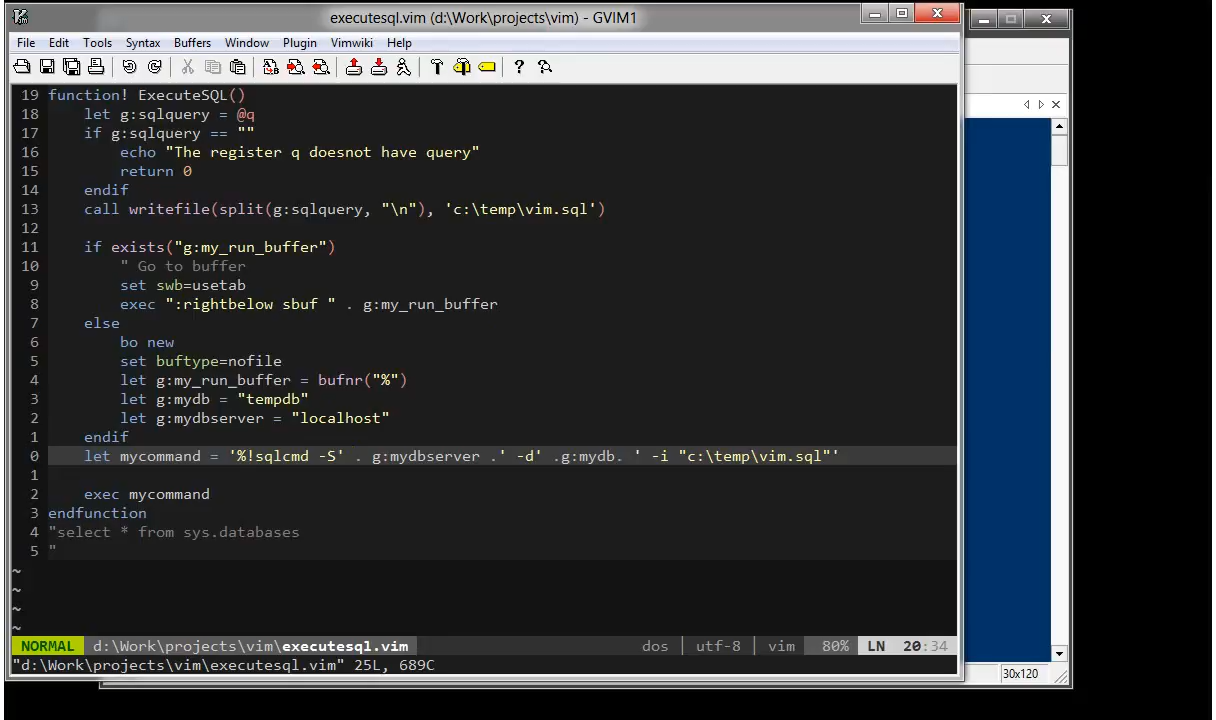 executesql.vim (d:\Work\projects\vim) - GVIM1
File Edit Tools Syntax Buffers Window Plugin Vimwiki Help
19 function! ExecuteSQL()
18     let g:sqlquery = @q
17     if g:sqlquery == ""
16         echo "The register q doesnot have query"
15         return 0
14     endif
13     call writefile(split(g:sqlquery, "\n"), 'c:\temp\vim.sql')
12
11     if exists("g:my_run_buffer")
10         " Go to buffer
9         set swb=usetab
8         exec ":rightbelow sbuf " . g:my_run_buffer
7     else
6         bo new
5         set buftype=nofile
4         let g:my_run_buffer = bufnr("%")
3         let g:mydb = "tempdb"
2         let g:mydbserver = "localhost"
1     endif
0     let mycommand = '%!sqlcmd -S' . g:mydbserver .' -d' .g:mydb. ' -i "c:\temp\vim.sql"'
1
2     exec mycommand
3 endfunction
4 "select * from sys.databases
5 "
~
~
~
~
NORMAL d:\Work\projects\vim\executesql.vim dos | utf-8 | vim 80% LN 20:34
"d:\Work\projects\vim\executesql.vim" 25L, 689C
30x120